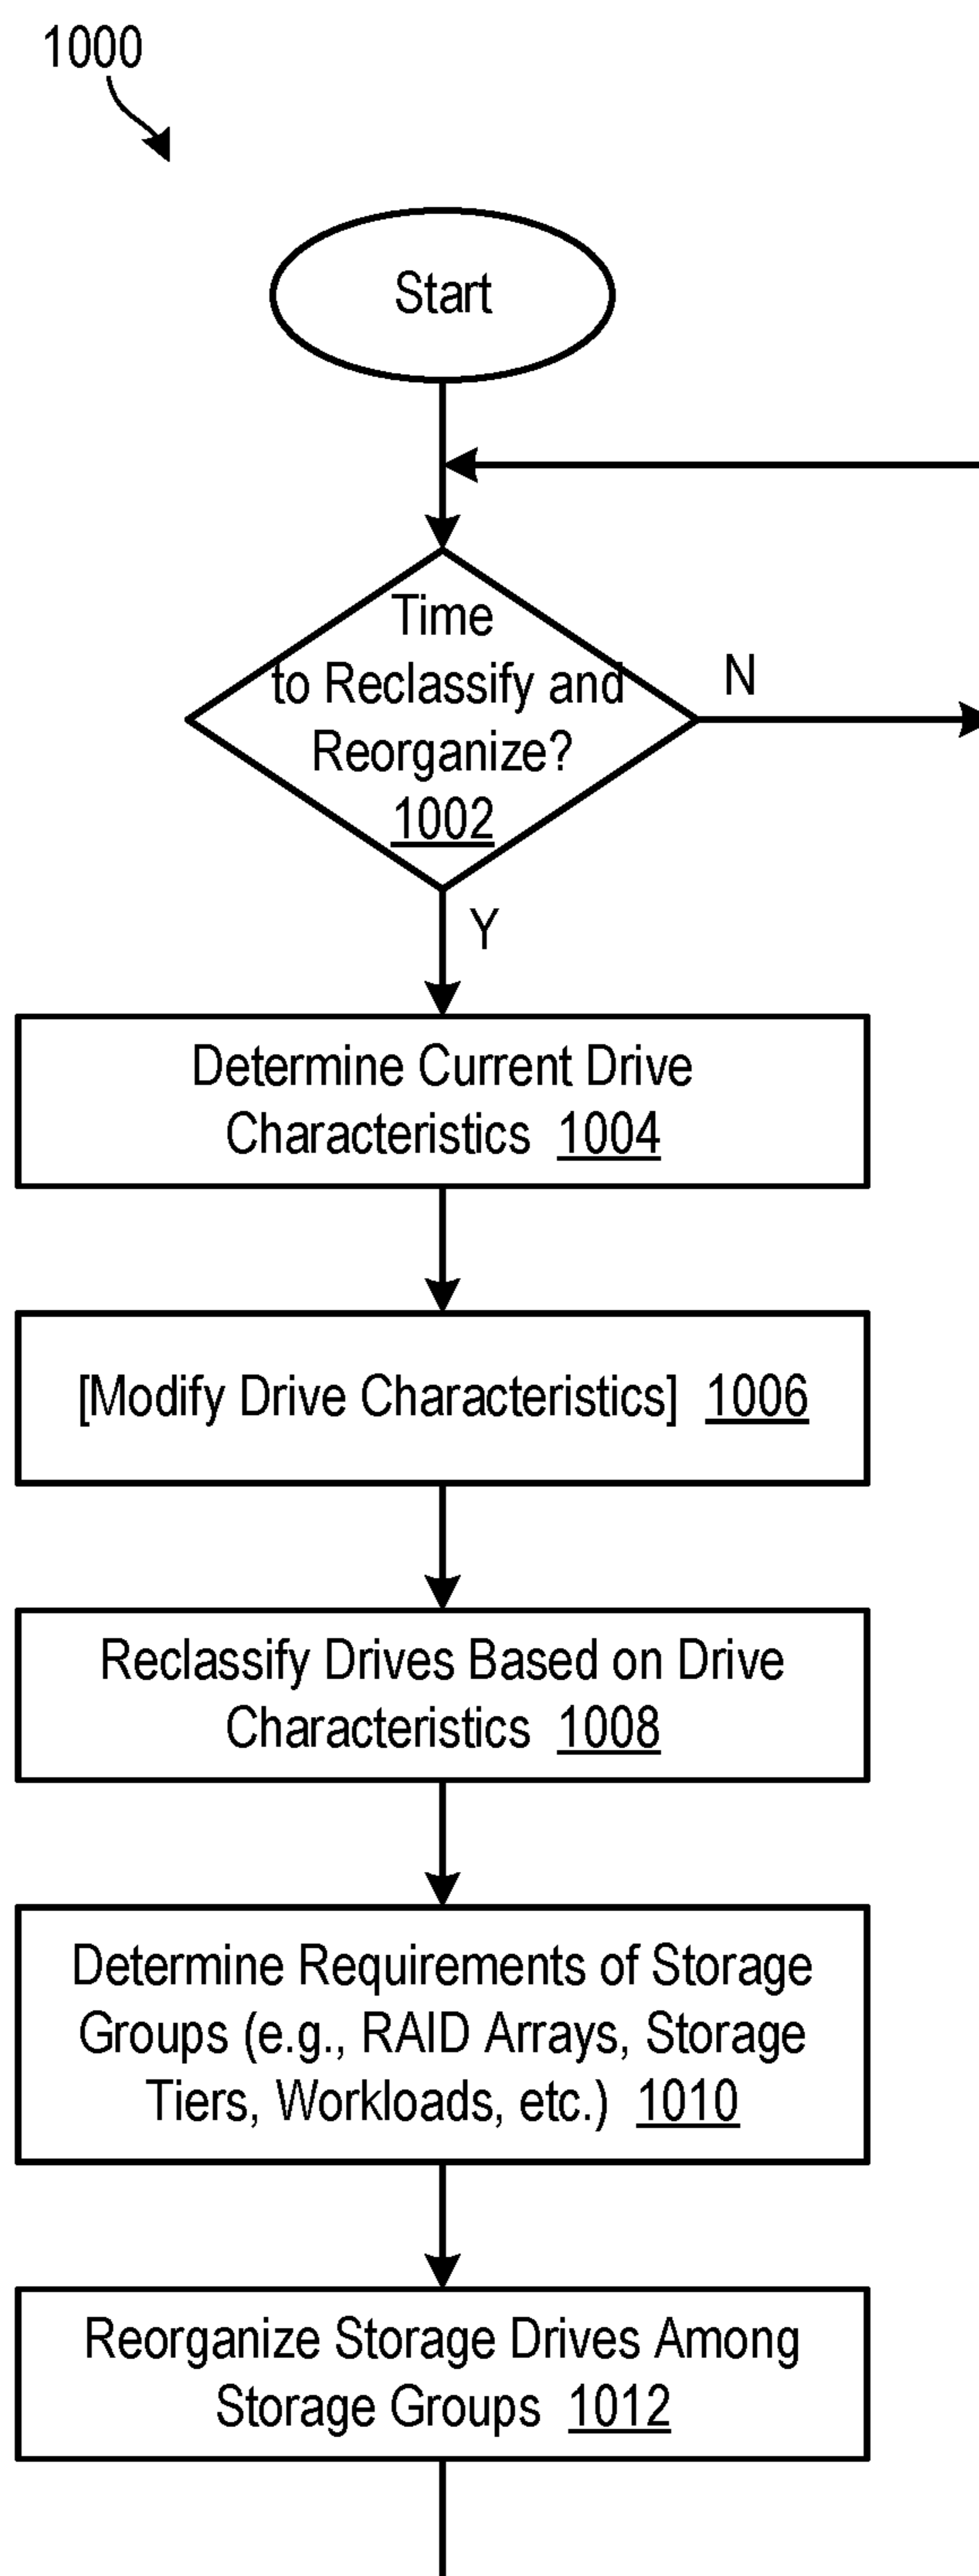 1000
Start
Time
to Reclassify and
Reorganize?
1002
N
Y
Determine Current Drive
Characteristics 1004
[Modify Drive Characteristics] 1006
Reclassify Drives Based on Drive
Characteristics 1008
Determine Requirements of Storage
Groups (e.g., RAID Arrays, Storage
Tiers, Workloads, etc.) 1010
Reorganize Storage Drives Among
Storage Groups 1012